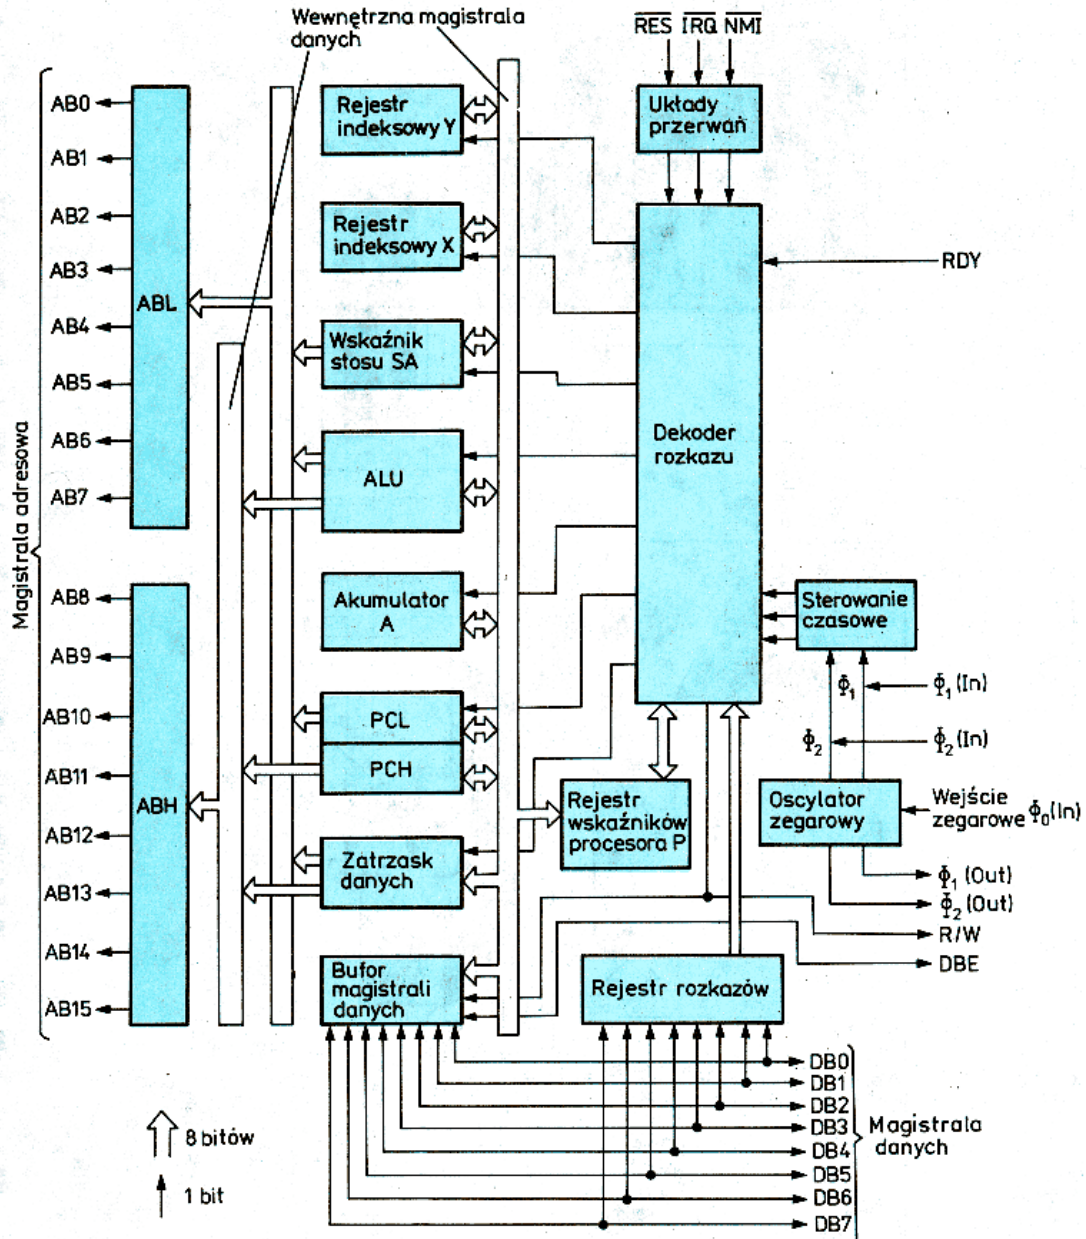 Wewnętrzna magistrala
danych
RES IRQ NMI
Układy
przerwań
Rejestr
indeksowy Y
Rejestr
indeksowy X
Wskaźnik
stosu SA
ALU
Akumulator
A
PCL
PCH
Zatrzask
danych
Bufor
magistrali
danych
Dekoder
rozkazu
RDY
Sterowanie
czasowe
Φ1
Φ1 (In)
Φ2
Φ2 (In)
Rejestr
wskaźników
procesora P
Oscylator
zegarowy
Wejście
zegarowe Φ0(In)
Φ1 (Out)
Φ2 (Out)
R/W
DBE
Rejestr rozkazów
Magistrala adresowa
AB0
AB1
AB2
AB3
AB4
AB5
AB6
AB7
AB8
AB9
AB10
AB11
AB12
AB13
AB14
AB15
ABL
ABH
DB0
DB1
DB2
DB3
DB4
DB5
DB6
DB7
Magistrala
danych
8 bitów
1 bit